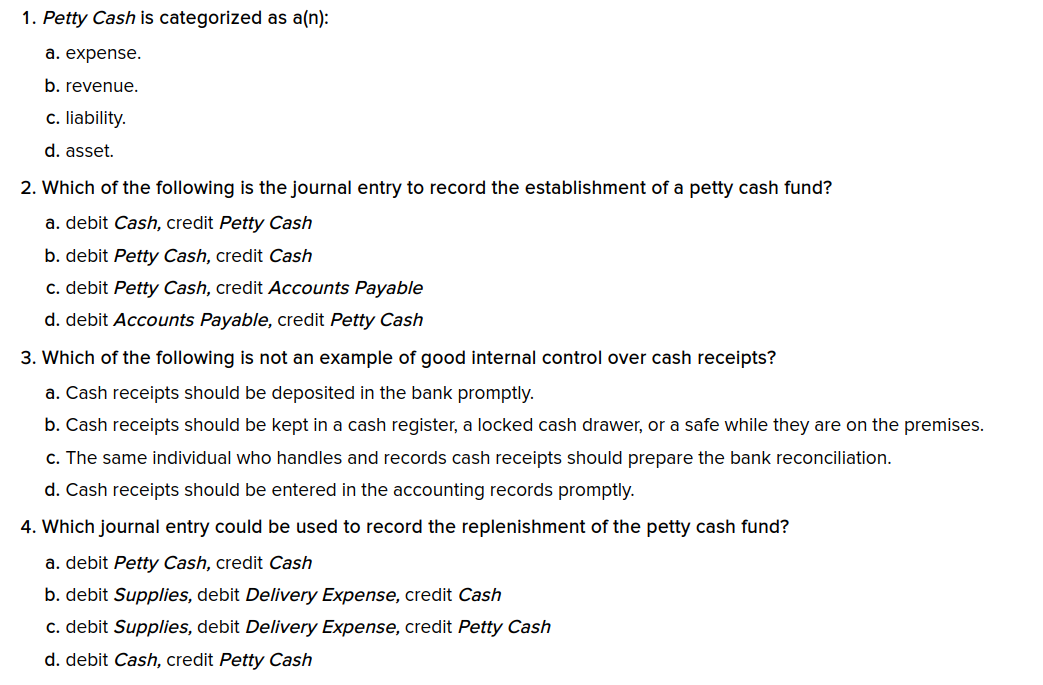 1. Petty Cash is categorized as a(n):
a. expense.
b. revenue.
c. liability.
d. asset.
2. Which of the following is the journal entry to record the establishment of a petty cash fund?
a. debit Cash, credit Petty Cash
b. debit Petty Cash, credit Cash
c. debit Petty Cash, credit Accounts Payable
d. debit Accounts Payable, credit Petty Cash
3. Which of the following is not an example of good internal control over cash receipts?
a. Cash receipts should be deposited in the bank promptly.
b. Cash receipts should be kept in a cash register, a locked cash drawer, or a safe while they are on the premises.
c. The same individual who handles and records cash receipts should prepare the bank reconciliation.
d. Cash receipts should be entered in the accounting records promptly.
4. Which journal entry could be used to record the replenishment of the petty cash fund?
a. debit Petty Cash, credit Cash
b. debit Supplies, debit Delivery Expense, credit Cash
c. debit Supplies, debit Delivery Expense, credit Petty Cash
d. debit Cash, credit Petty Cash